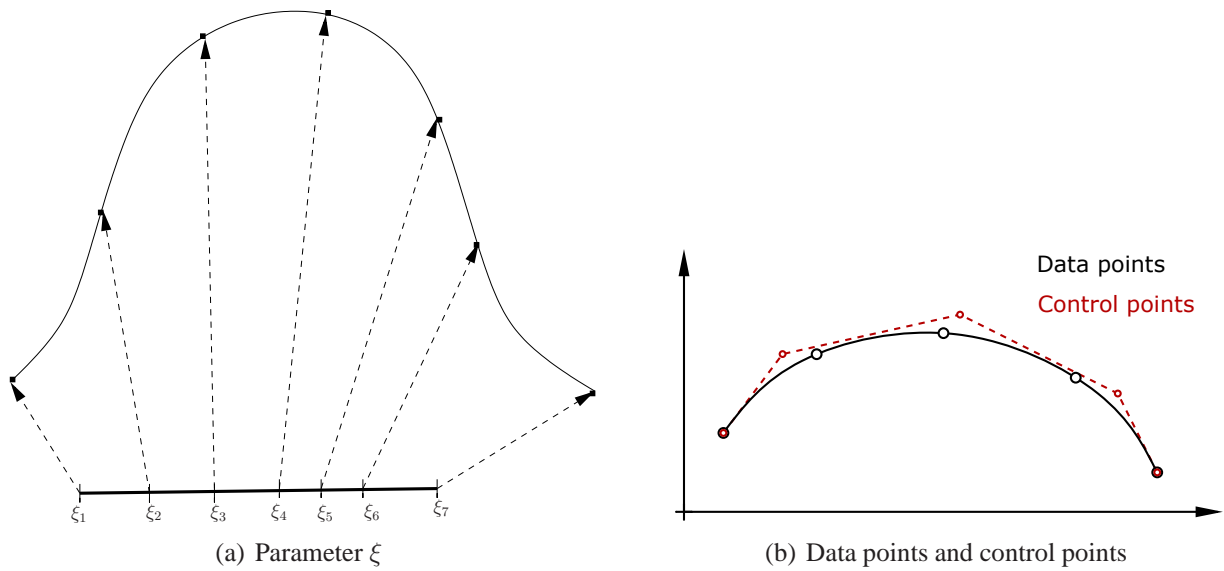 Data points
Control points
ξ₁ ξ₂ ξ₃ ξ₄ ξ₅ ξ₆ ξ₇
(a) Parameter ξ
(b) Data points and control points